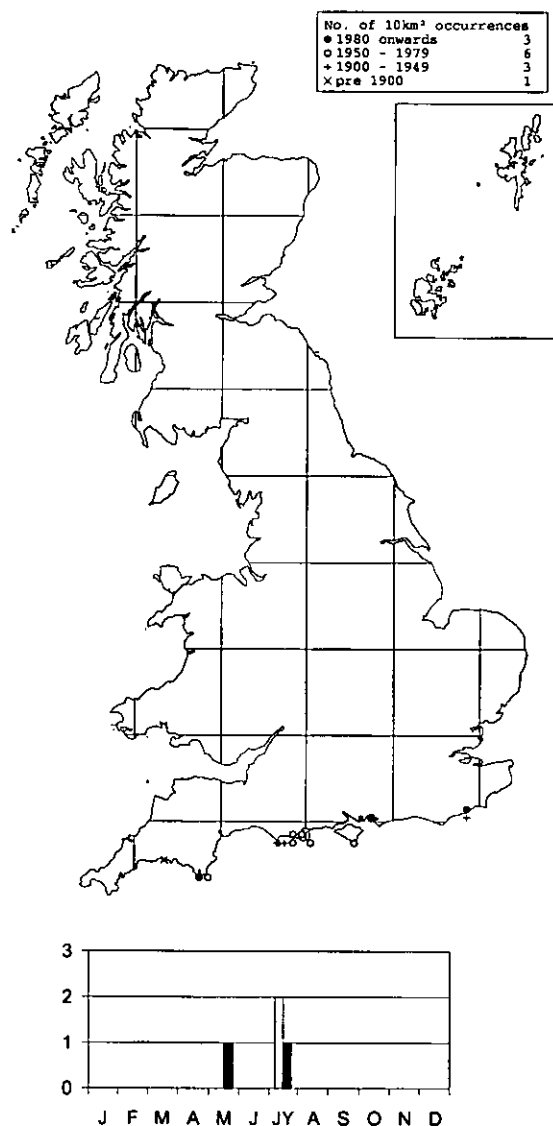 No. of 10km² occurrences
● 1980 onwards 3
○ 1950 - 1979 6
+ 1900 - 1949 3
× pre 1900 1
3
2
1
0
J F M A M J JY A S O N D